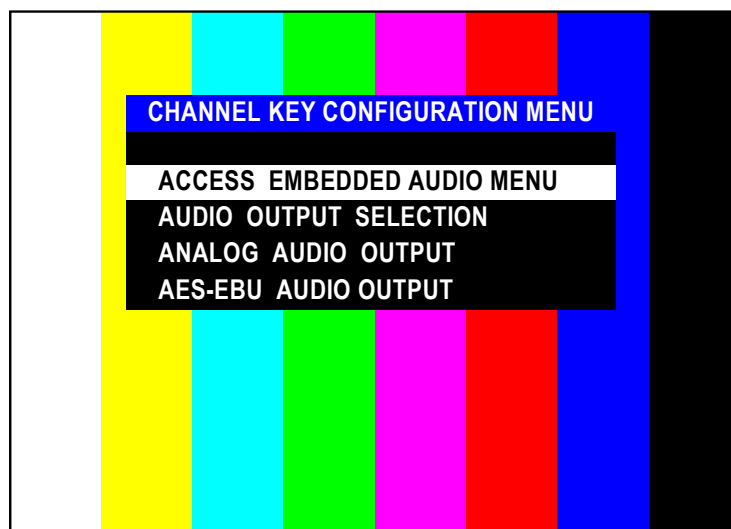 CHANNEL KEY CONFIGURATION MENU
ACCESS EMBEDDED AUDIO MENU
AUDIO OUTPUT SELECTION
ANALOG AUDIO OUTPUT
AES-EBU AUDIO OUTPUT